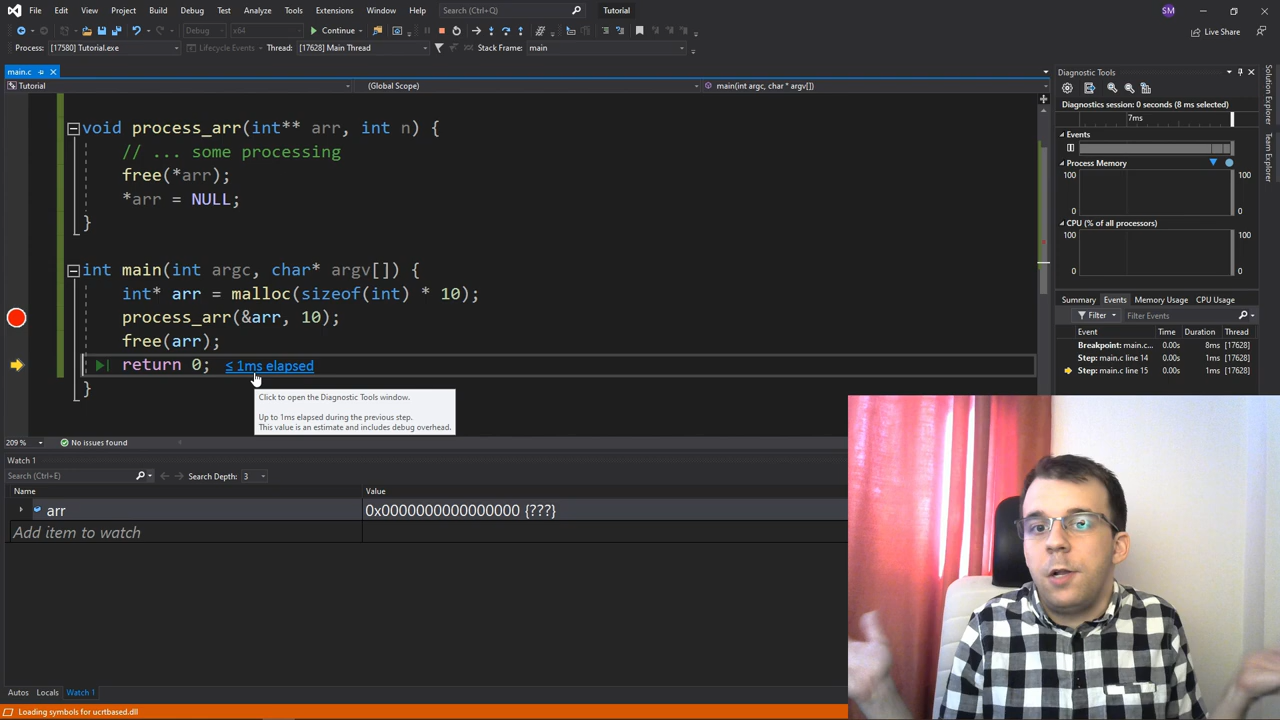 File Edit View Project Build Debug Test Analyze Tools Extensions Window Help Search (Ctrl+Q) Tutorial SM
Debug x64 Continue Live Share
Process: [17580] Tutorial.exe Lifecycle Events Thread: [17628] Main Thread Stack Frame: main
main.c
Tutorial (Global Scope) main(int argc, char * argv[])
void process_arr(int** arr, int n) {
// ... some processing
free(*arr);
*arr = NULL;
}
int main(int argc, char* argv[]) {
int* arr = malloc(sizeof(int) * 10);
process_arr(&arr, 10);
free(arr);
return 0; ≤ 1ms elapsed
}
Click to open the Diagnostic Tools window.
Up to 1ms elapsed during the previous step.
This value is an estimate and includes debug overhead.
209 % No issues found
Watch 1
Search (Ctrl+E) Search Depth: 3
Name Value
arr 0x0000000000000000 {???}
Add item to watch
Autos Locals Watch 1
Loading symbols for ucrtbased.dll
Diagnostic Tools
Diagnostics session: 0 seconds (8 ms selected)
7ms
Events
Process Memory
100 100
0 0
CPU (% of all processors)
100 100
0 0
Summary Events Memory Usage CPU Usage
Filter Filter Events
Event Time Duration Thread
Breakpoint: main.c... 0.00s 8ms [17628]
Step: main.c line 14 0.00s 1ms [17628]
Step: main.c line 15 0.00s 1ms [17628]
Solution Explorer
Team Explorer